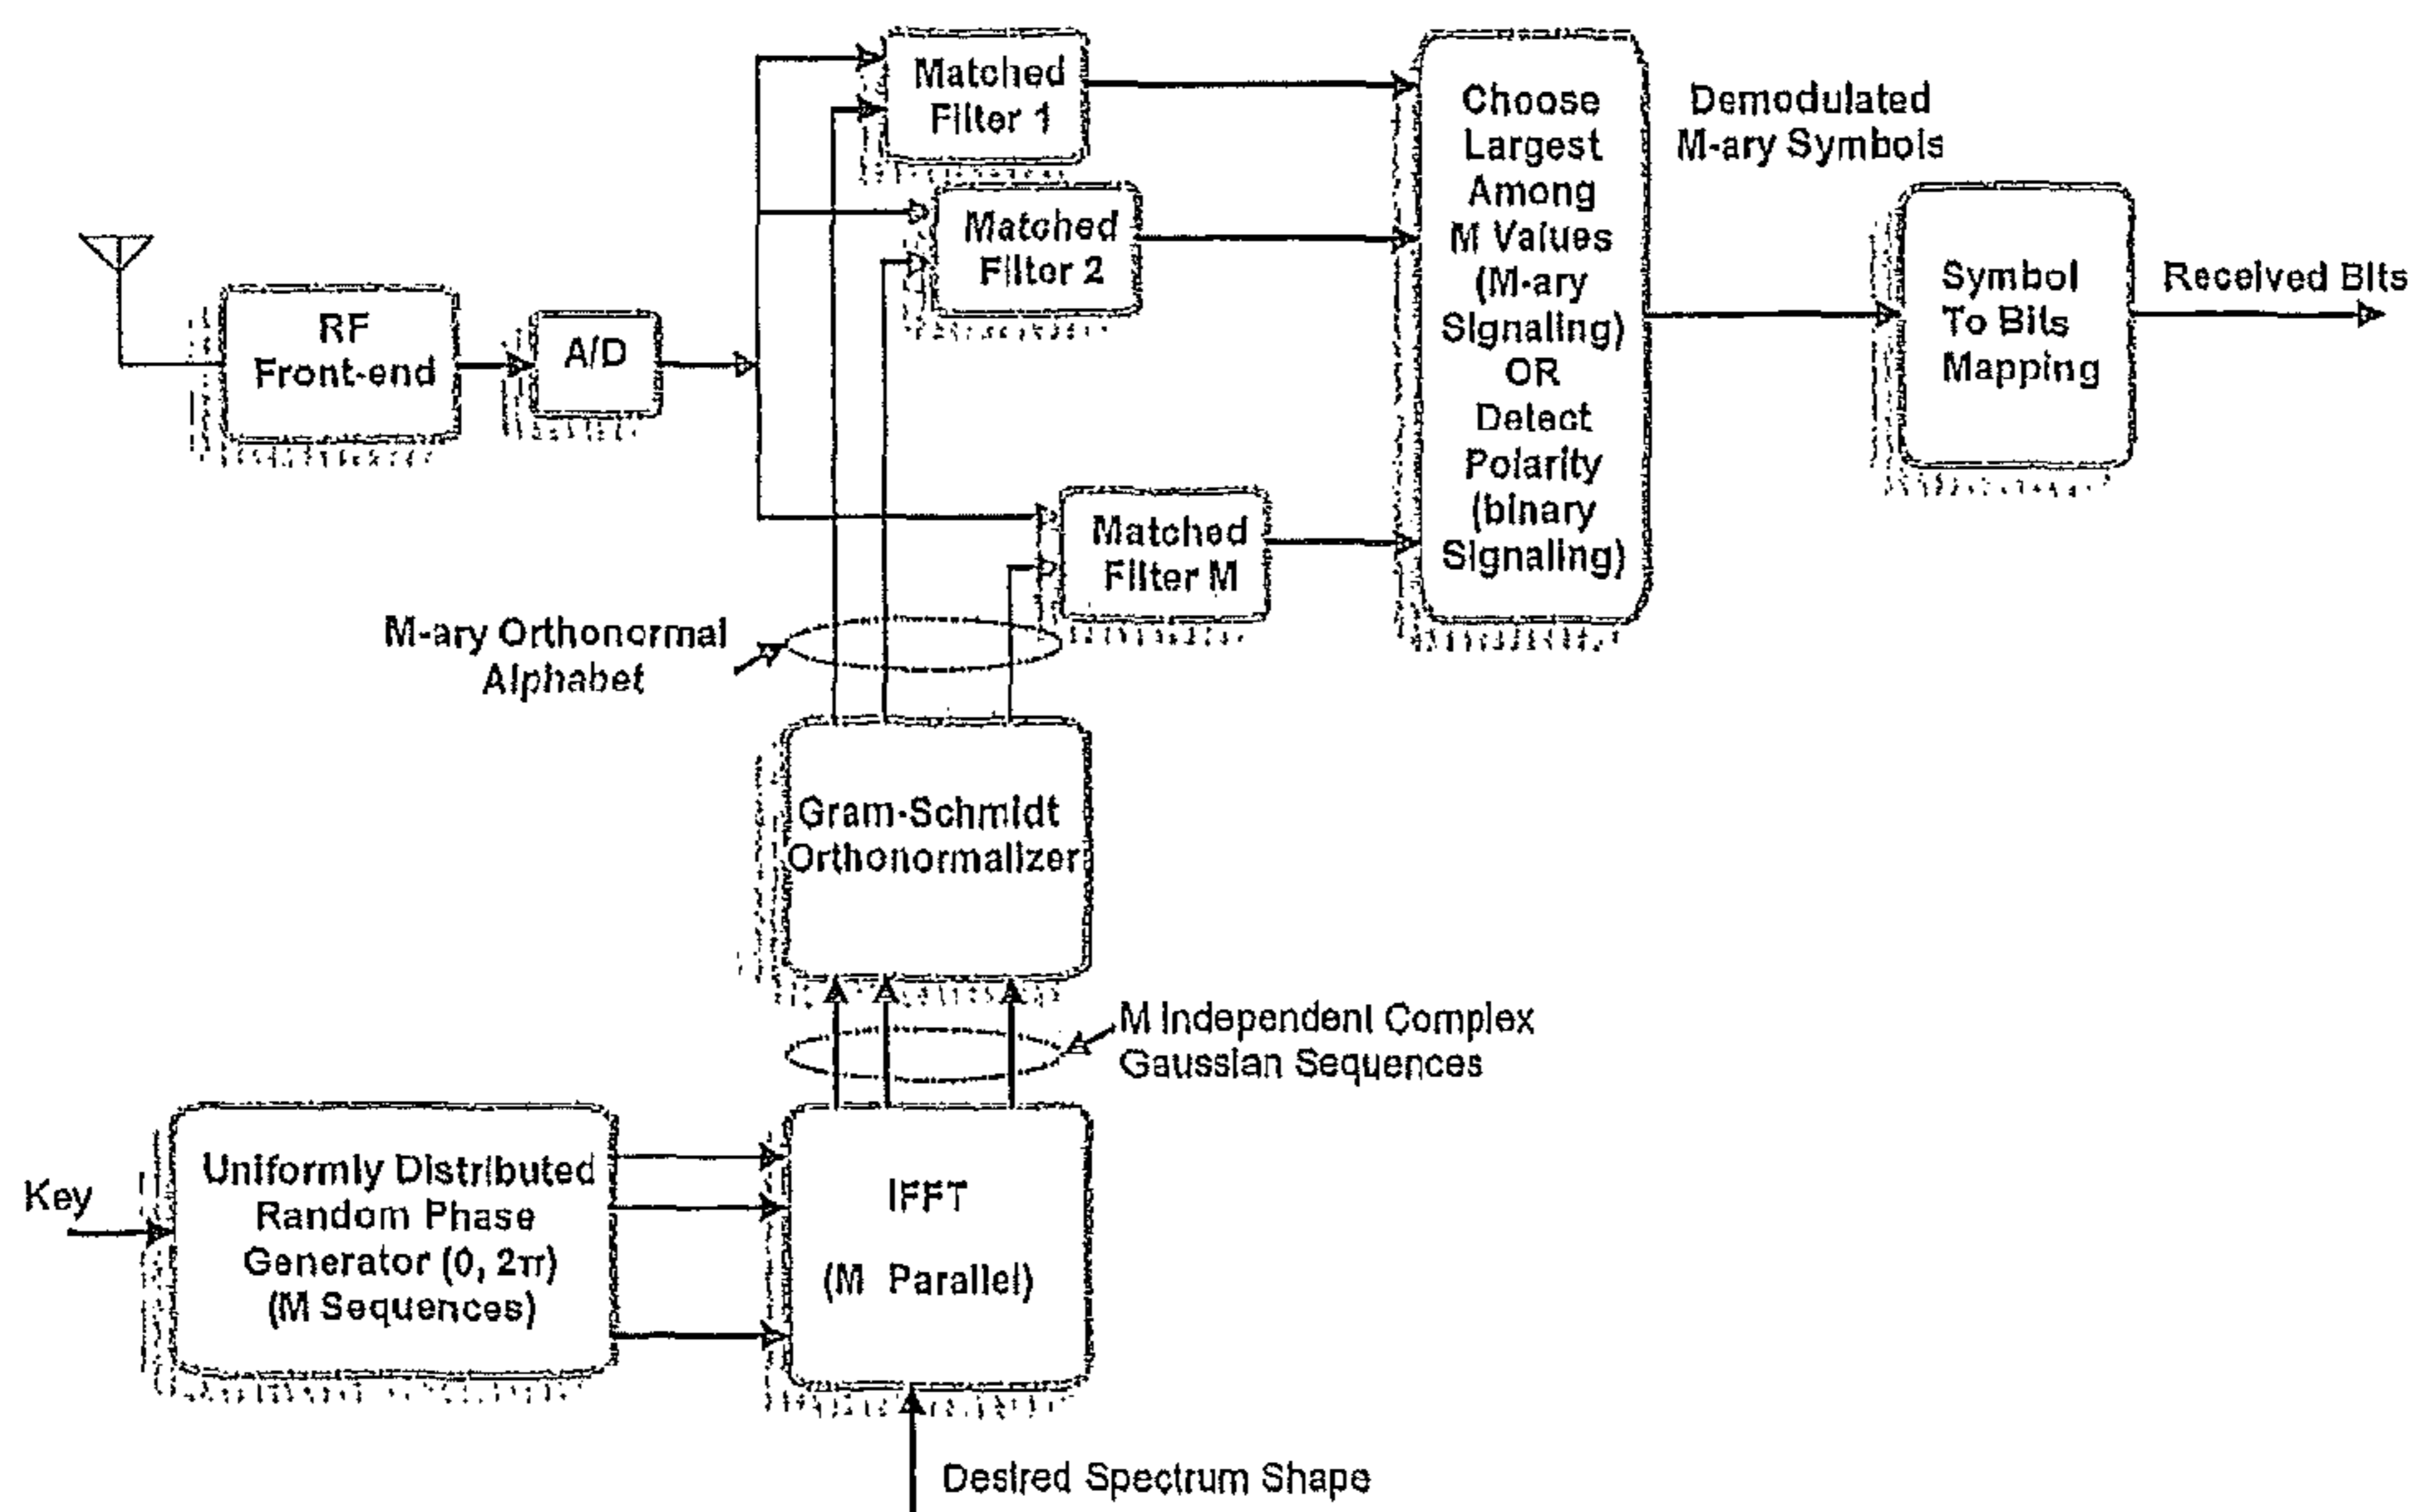 Matched
Filter 1
Matched
Filter 2
Matched
Filter M
Choose
Largest
Among
M Values
(M-ary
Signaling)
OR
Detect
Polarity
(binary
Signaling)
Demodulated
M-ary Symbols
Symbol
To Bits
Mapping
Received Bits
RF
Front-end
A/D
M-ary Orthonormal
Alphabet
Gram-Schmidt
Orthonormalizer
M Independent Complex
Gaussian Sequences
Key
Uniformly Distributed
Random Phase
Generator (0, 2π)
(M Sequences)
IFFT
(M Parallel)
Desired Spectrum Shape